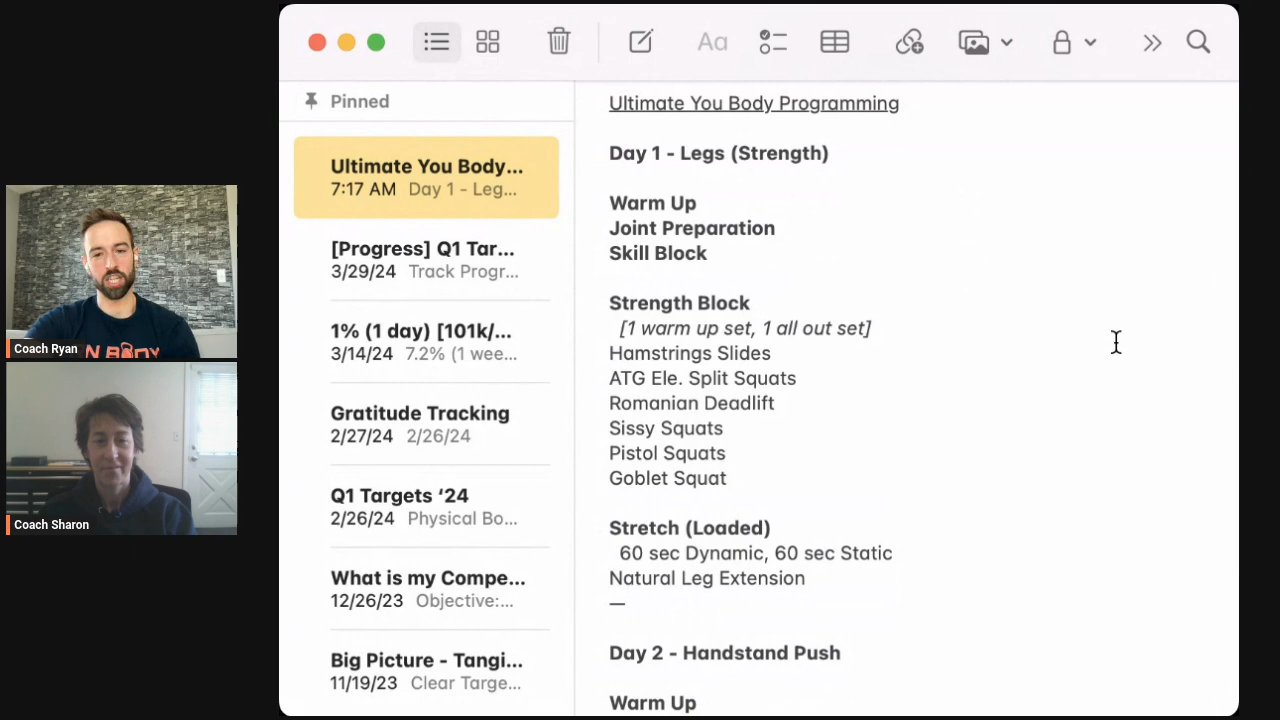 Aa
Pinned
Ultimate You Body...
7:17 AM Day 1 - Leg...
[Progress] Q1 Tar...
3/29/24 Track Progr...
1% (1 day) [101k/...
3/14/24 7.2% (1 wee...
Gratitude Tracking
2/27/24 2/26/24
Q1 Targets ‘24
2/26/24 Physical Bo...
What is my Compe...
12/26/23 Objective:...
Big Picture - Tangi...
11/19/23 Clear Targe...
Ultimate You Body Programming
Day 1 - Legs (Strength)
Warm Up
Joint Preparation
Skill Block
Strength Block
[1 warm up set, 1 all out set]
Hamstrings Slides
ATG Ele. Split Squats
Romanian Deadlift
Sissy Squats
Pistol Squats
Goblet Squat
Stretch (Loaded)
60 sec Dynamic, 60 sec Static
Natural Leg Extension
—
Day 2 - Handstand Push
Warm Up
Coach Ryan
Coach Sharon